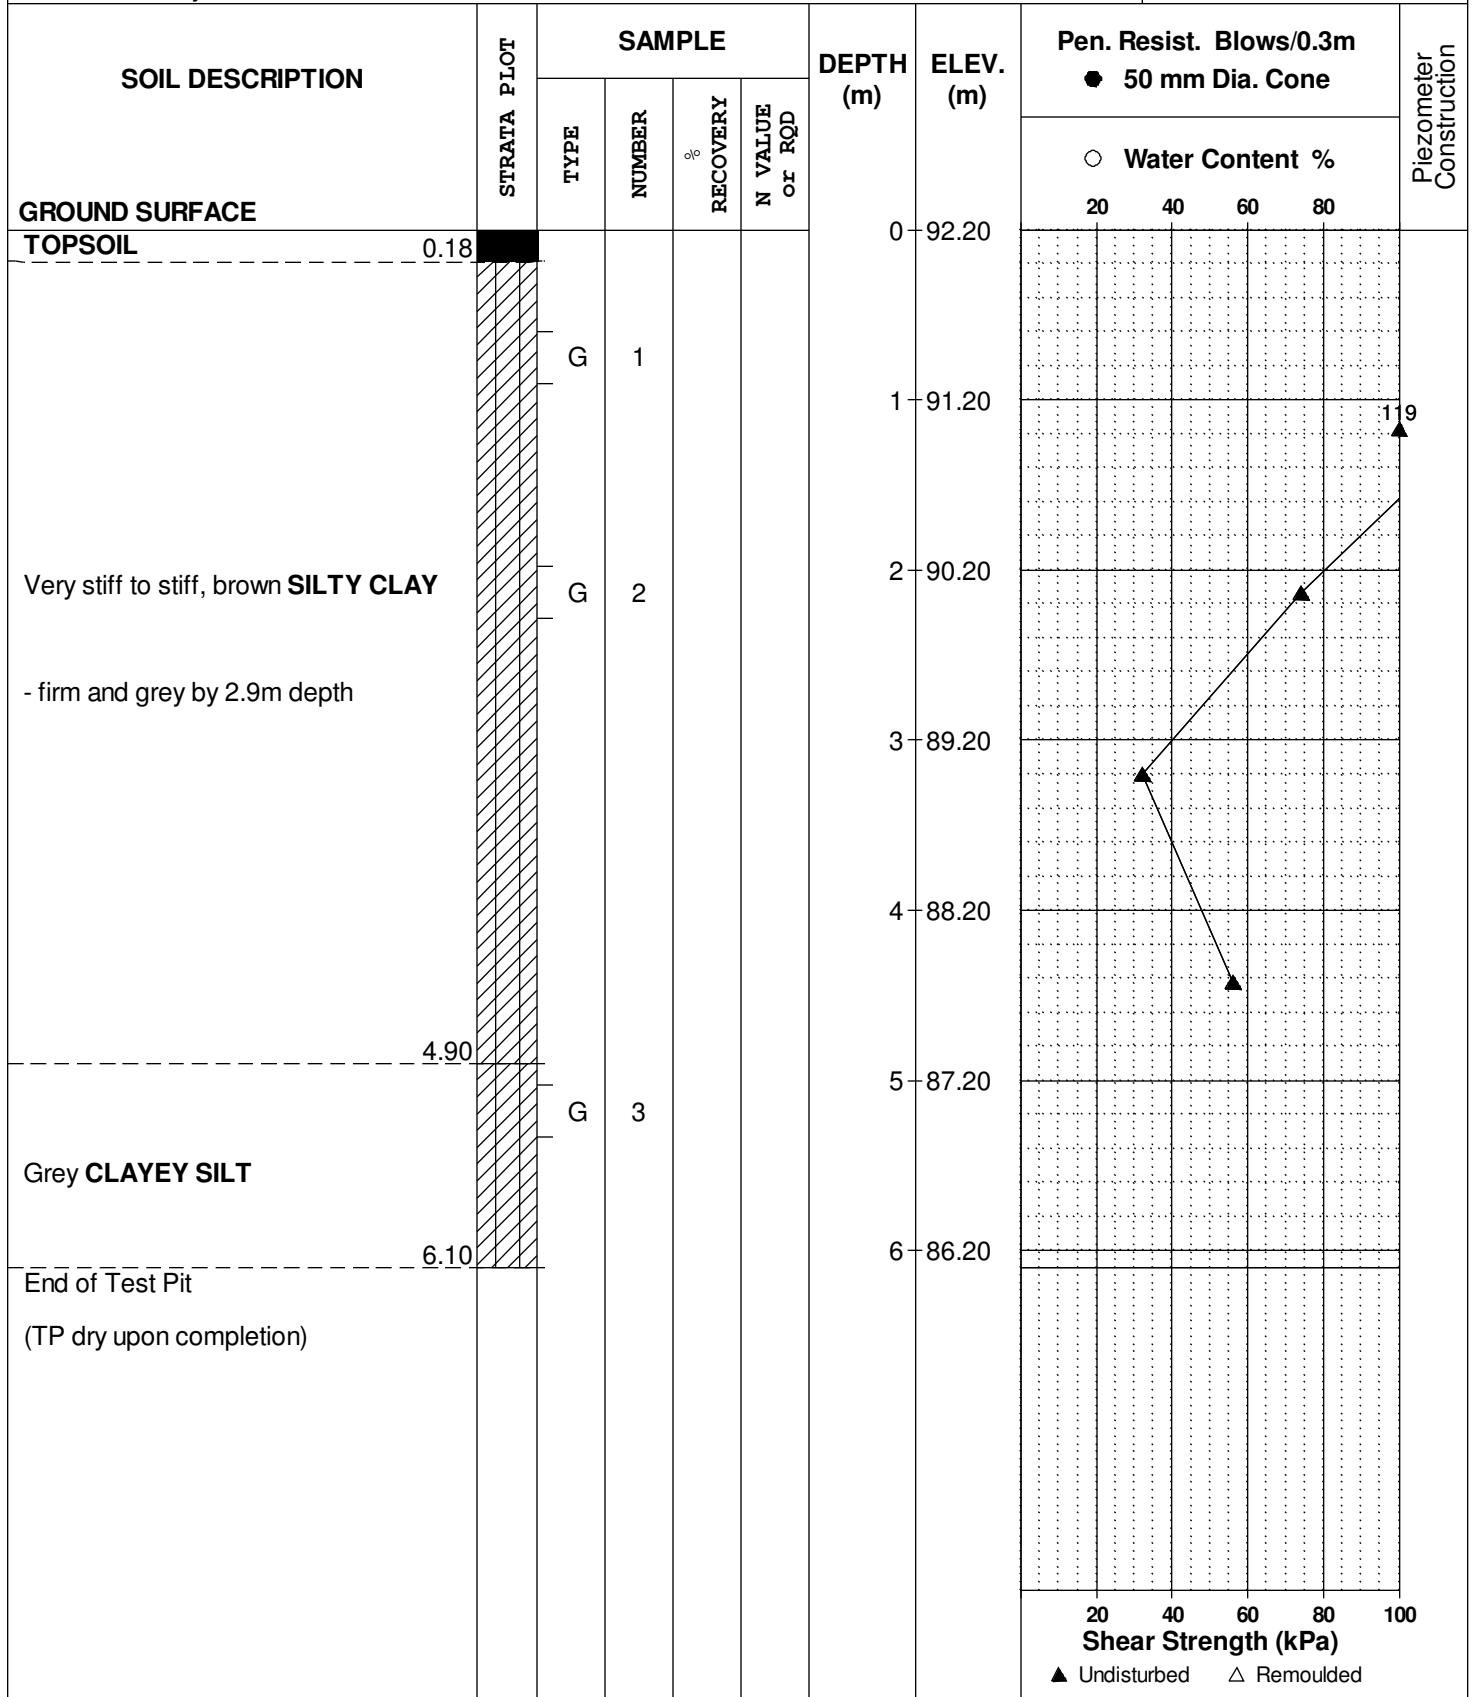 SOIL DESCRIPTION
GROUND SURFACE
STRATA PLOT
SAMPLE
TYPE
NUMBER
%
RECOVERY
N VALUE
or RQD
DEPTH
(m)
ELEV.
(m)
Pen. Resist. Blows/0.3m
● 50 mm Dia. Cone
○ Water Content %
20 40 60 80
Piezometer
Construction
TOPSOIL 0.18
0 92.20
G 1
1 91.20
119
2 90.20
Very stiff to stiff, brown SILTY CLAY
G 2
- firm and grey by 2.9m depth
3 89.20
4 88.20
4.90
5 87.20
G 3
Grey CLAYEY SILT
6.10
6 86.20
End of Test Pit
(TP dry upon completion)
20 40 60 80 100
Shear Strength (kPa)
▲ Undisturbed △ Remoulded